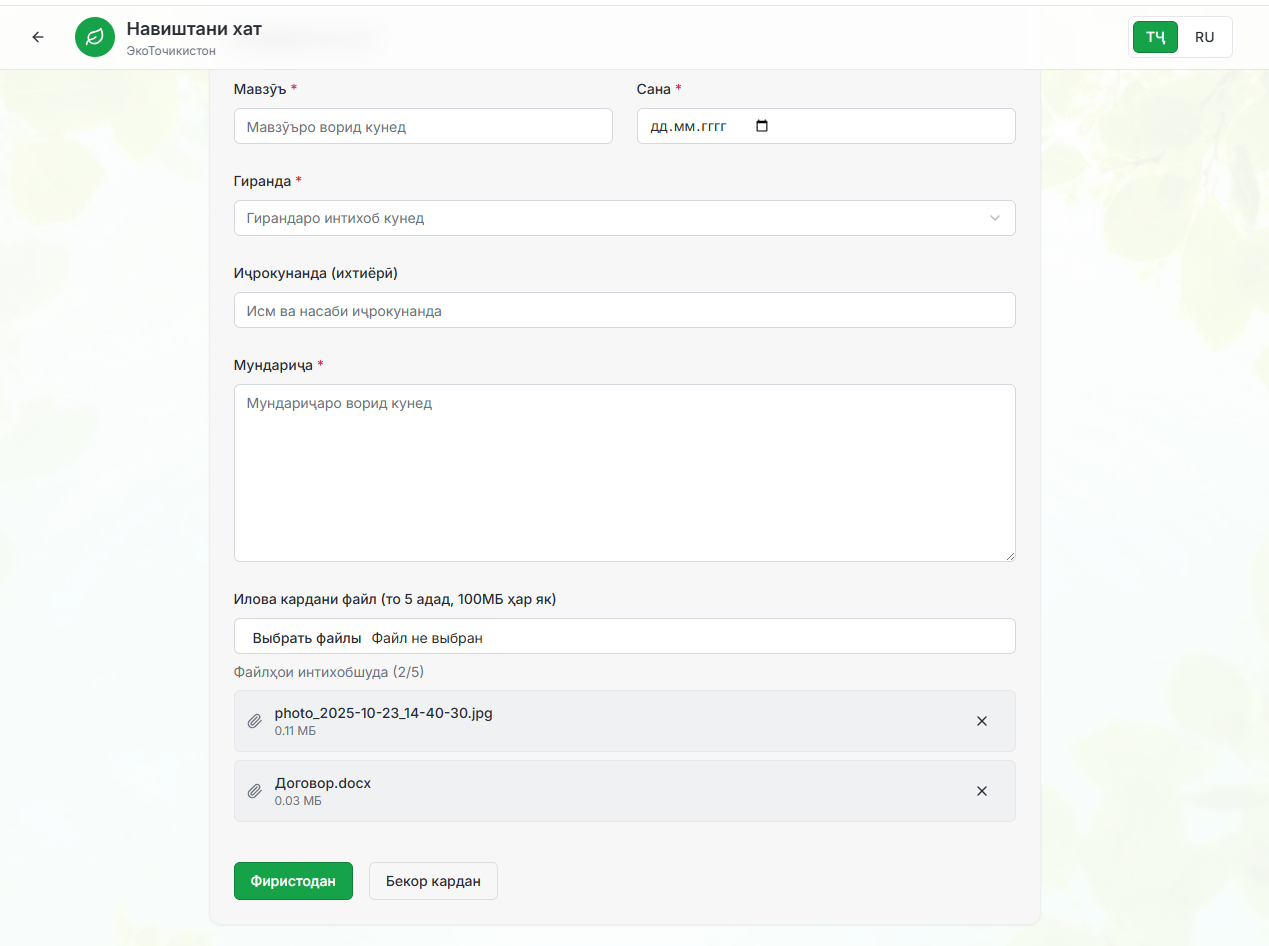 Навиштани хат
ЭкоТочикистон
ТҶ RU
Мавзӯъ * Сана *
Мавзӯъро ворид кунед дд.мм.гггг
Гиранда *
Гирандаро интихоб кунед
Иҷрокунанда (ихтиёрӣ)
Исм ва насаби иҷрокунанда
Мундариҷа *
Мундариҷаро ворид кунед
Илова кардани файл (то 5 адад, 100МБ ҳар як)
Выбрать файлы Файл не выбран
Файлҳои интихобшуда (2/5)
photo_2025-10-23_14-40-30.jpg
0.11 МБ
Договор.docx
0.03 МБ
Фиристодан Бекор кардан